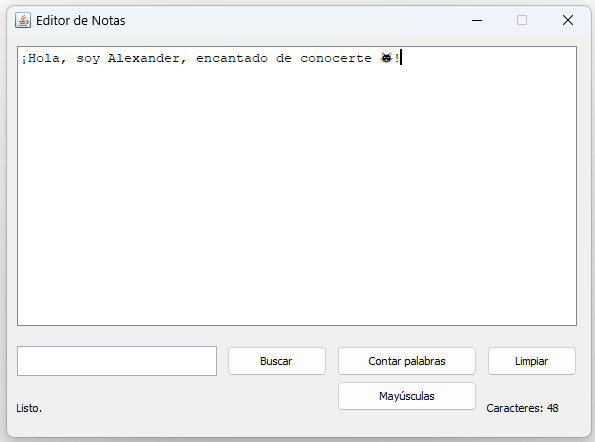 Editor de Notas
¡Hola, soy Alexander, encantado de conocerte 🐱!
Buscar
Contar palabras
Limpiar
Mayúsculas
Listo.
Caracteres: 48